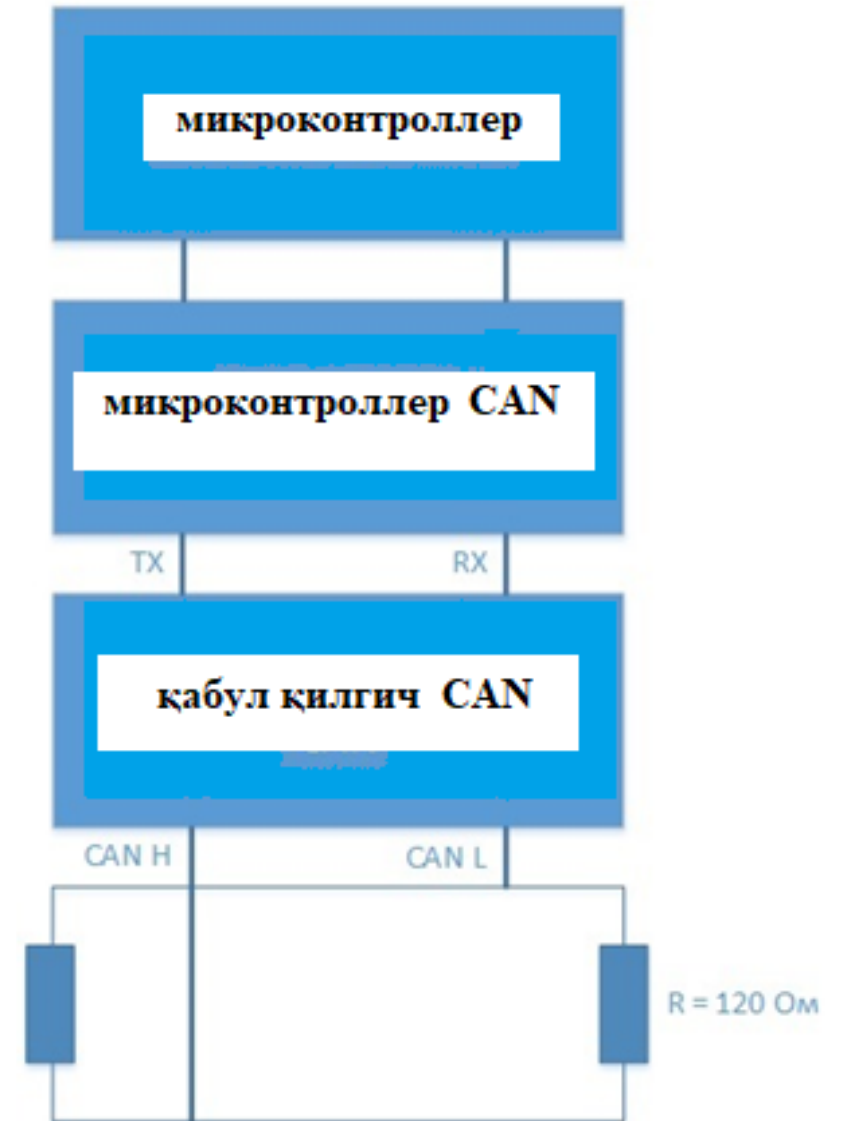 микроконтроллер
микроконтроллер CAN
TX RX
қабул қилгич CAN
CAN H CAN L
R = 120 Ом